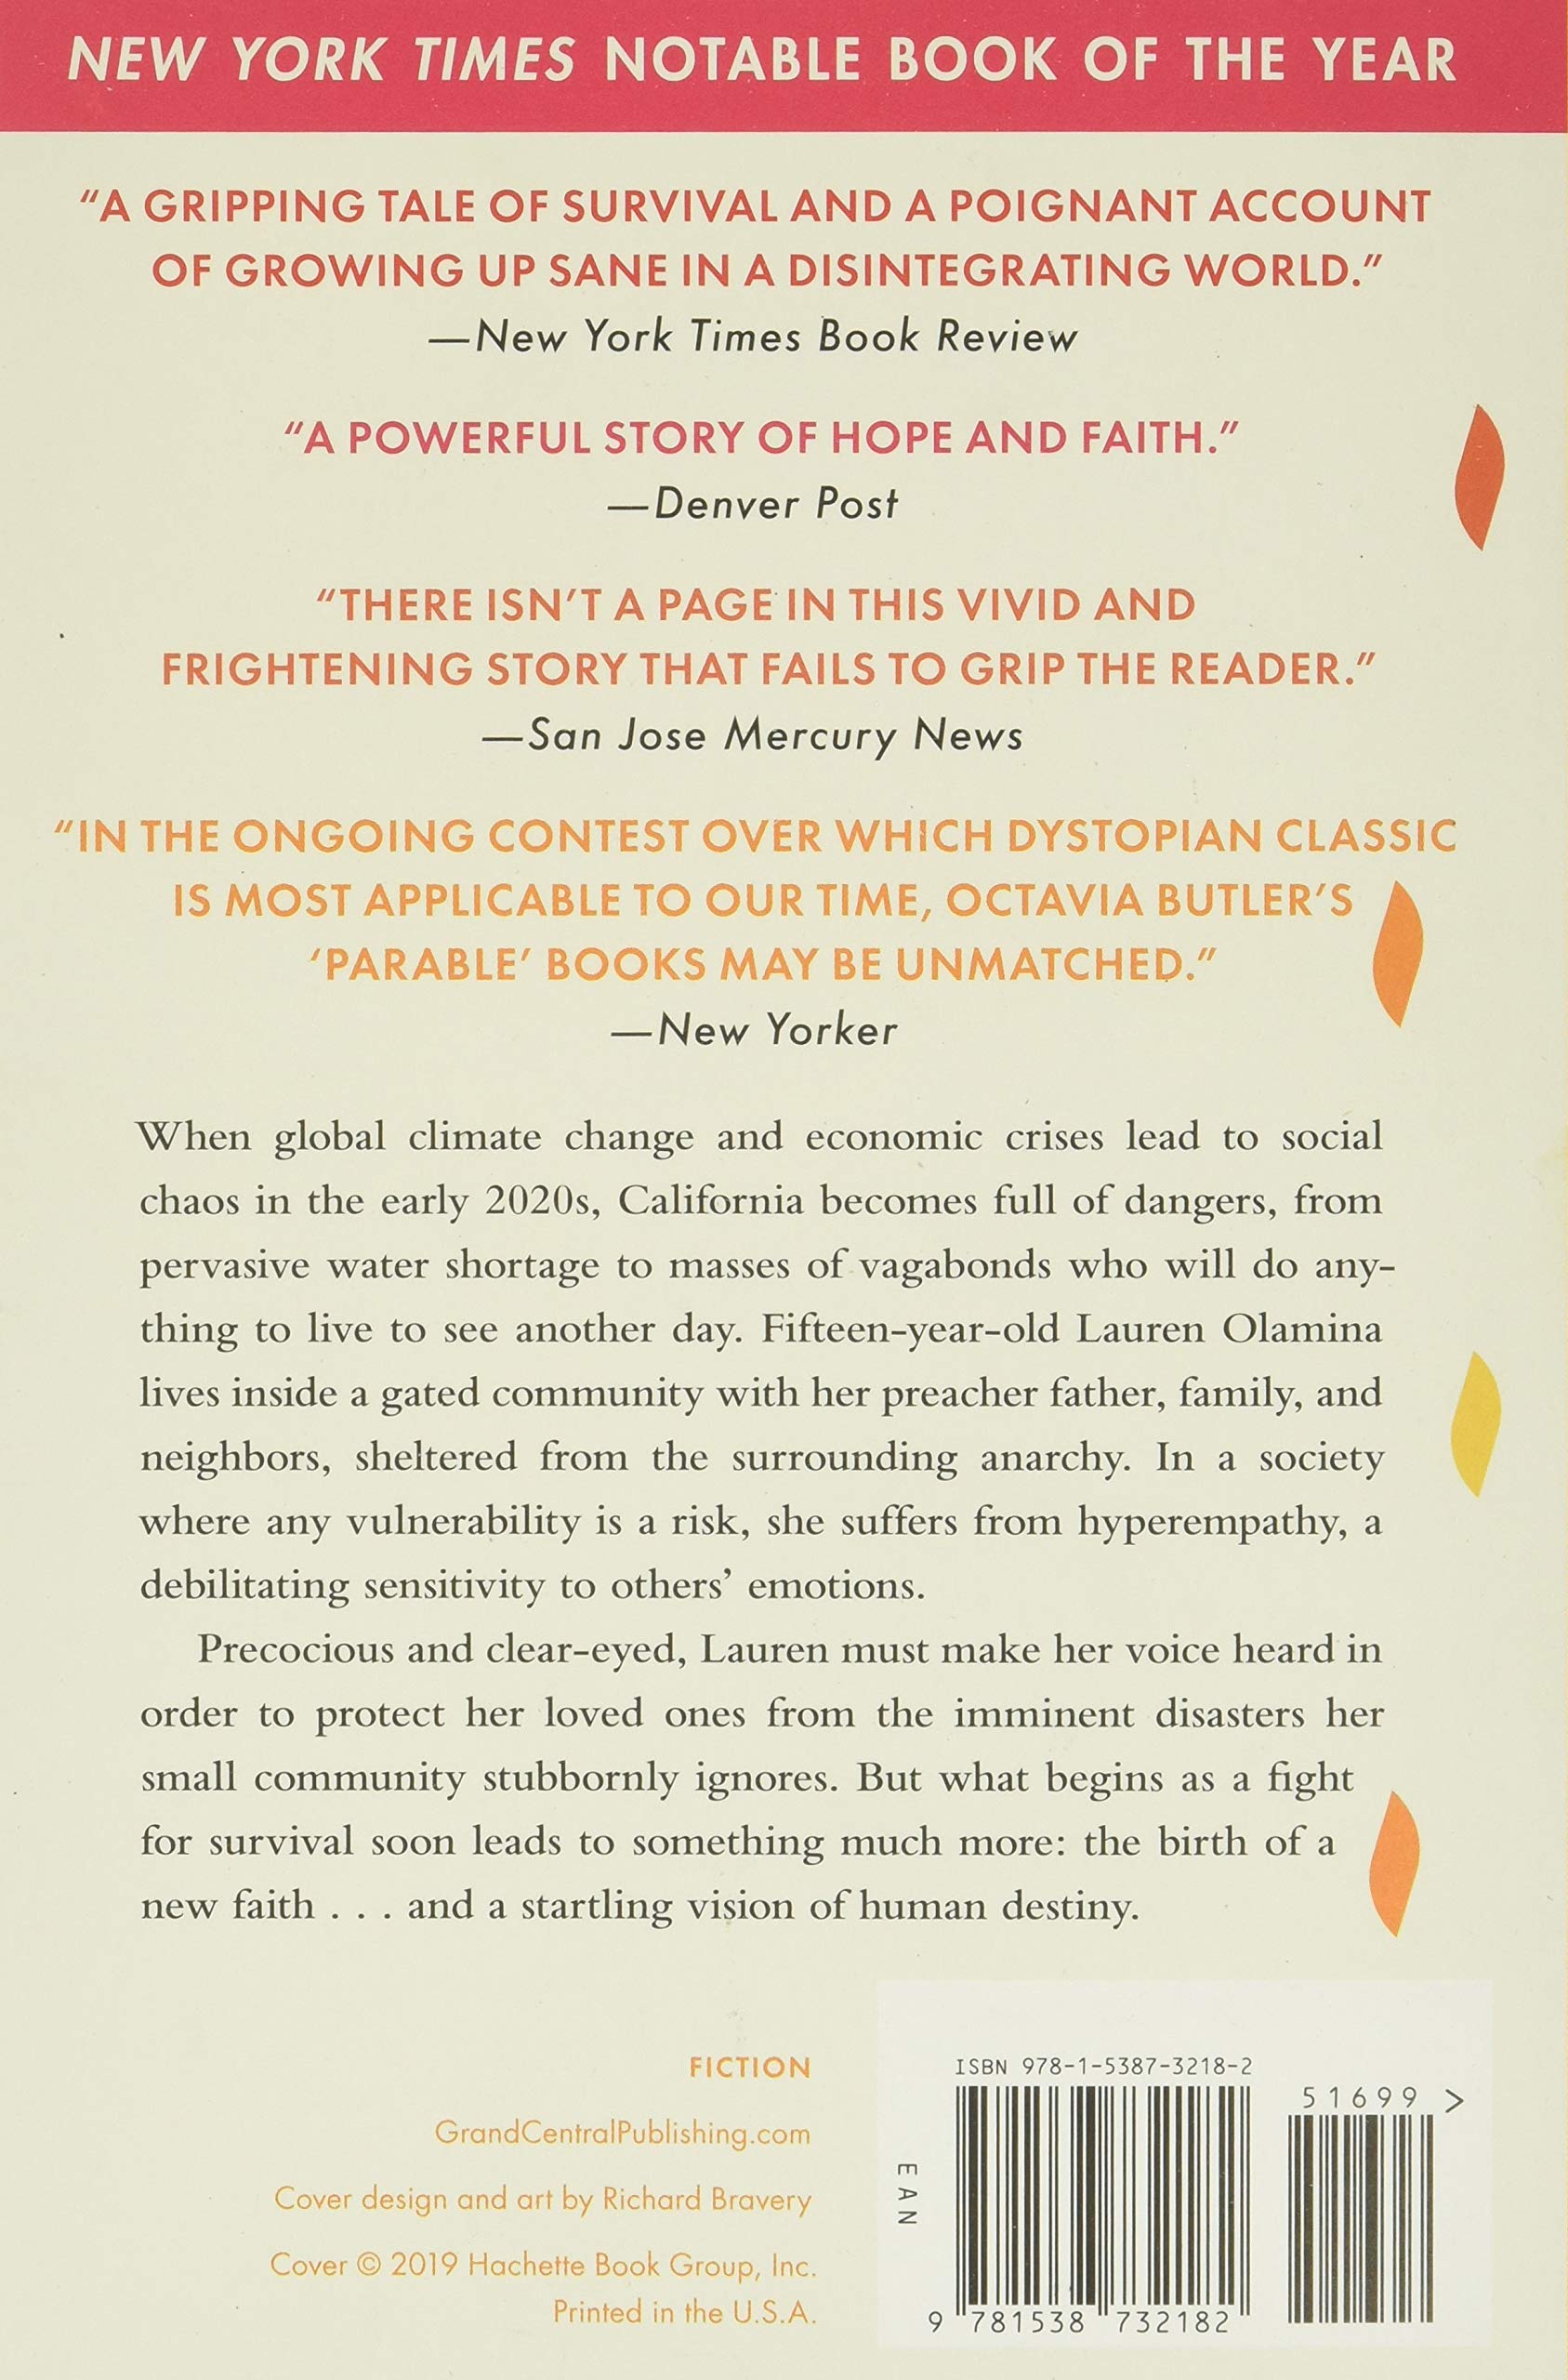 NEW YORK TIMES NOTABLE BOOK OF THE YEAR
“A GRIPPING TALE OF SURVIVAL AND A POIGNANT ACCOUNT
OF GROWING UP SANE IN A DISINTEGRATING WORLD.”
—New York Times Book Review
“A POWERFUL STORY OF HOPE AND FAITH.”
—Denver Post
“THERE ISN’T A PAGE IN THIS VIVID AND
FRIGHTENING STORY THAT FAILS TO GRIP THE READER.”
—San Jose Mercury News
“IN THE ONGOING CONTEST OVER WHICH DYSTOPIAN CLASSIC
IS MOST APPLICABLE TO OUR TIME, OCTAVIA BUTLER’S
‘PARABLE’ BOOKS MAY BE UNMATCHED.”
—New Yorker
When global climate change and economic crises lead to social
chaos in the early 2020s, California becomes full of dangers, from
pervasive water shortage to masses of vagabonds who will do any-
thing to live to see another day. Fifteen-year-old Lauren Olamina
lives inside a gated community with her preacher father, family, and
neighbors, sheltered from the surrounding anarchy. In a society
where any vulnerability is a risk, she suffers from hyperempathy, a
debilitating sensitivity to others’ emotions.
Precocious and clear-eyed, Lauren must make her voice heard in
order to protect her loved ones from the imminent disasters her
small community stubbornly ignores. But what begins as a fight
for survival soon leads to something much more: the birth of a
new faith . . . and a startling vision of human destiny.
FICTION
GrandCentralPublishing.com
Cover design and art by Richard Bravery
Cover © 2019 Hachette Book Group, Inc.
Printed in the U.S.A.
ISBN 978-1-5387-3218-2
51699 >
EAN
9 781538 732182